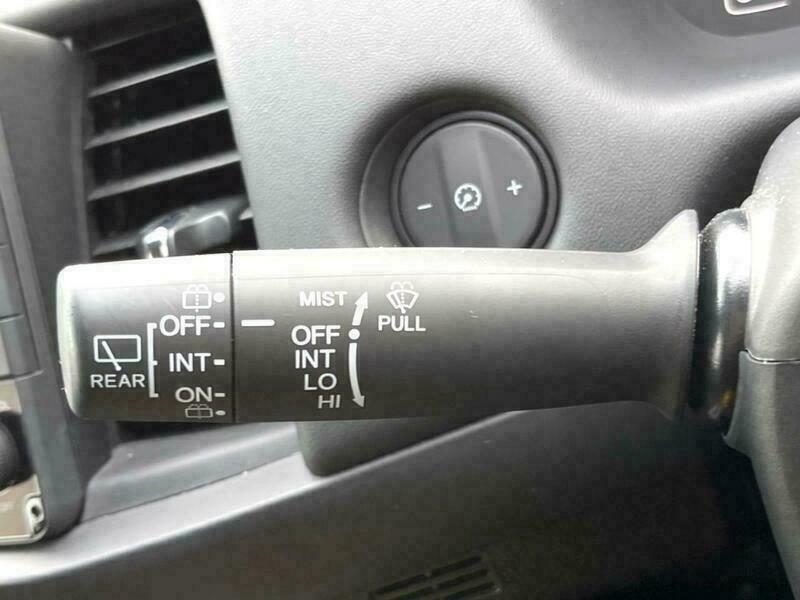 − +
MIST
PULL
OFF
INT
LO
HI
OFF
INT
ON
REAR